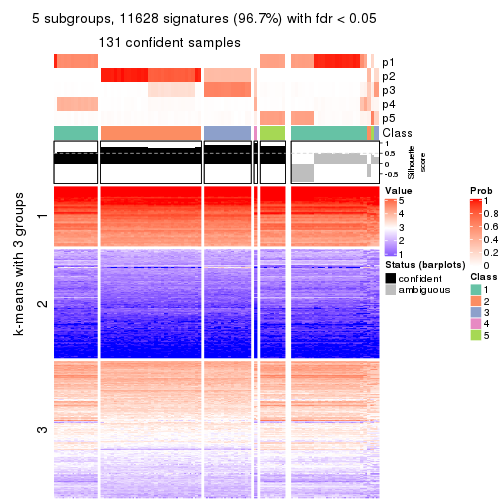 5 subgroups, 11628 signatures (96.7%) with fdr < 0.05
131 confident samples
p1
p2
p3
p4
p5
Class
1
0.5
0
-0.5
Silhouette
score
k-means with 3 groups
1
2
3
Value
5
4
3
2
1
Status (barplots)
confident
ambiguous
Prob
1
0.8
0.6
0.4
0.2
0
Class
1
2
3
4
5